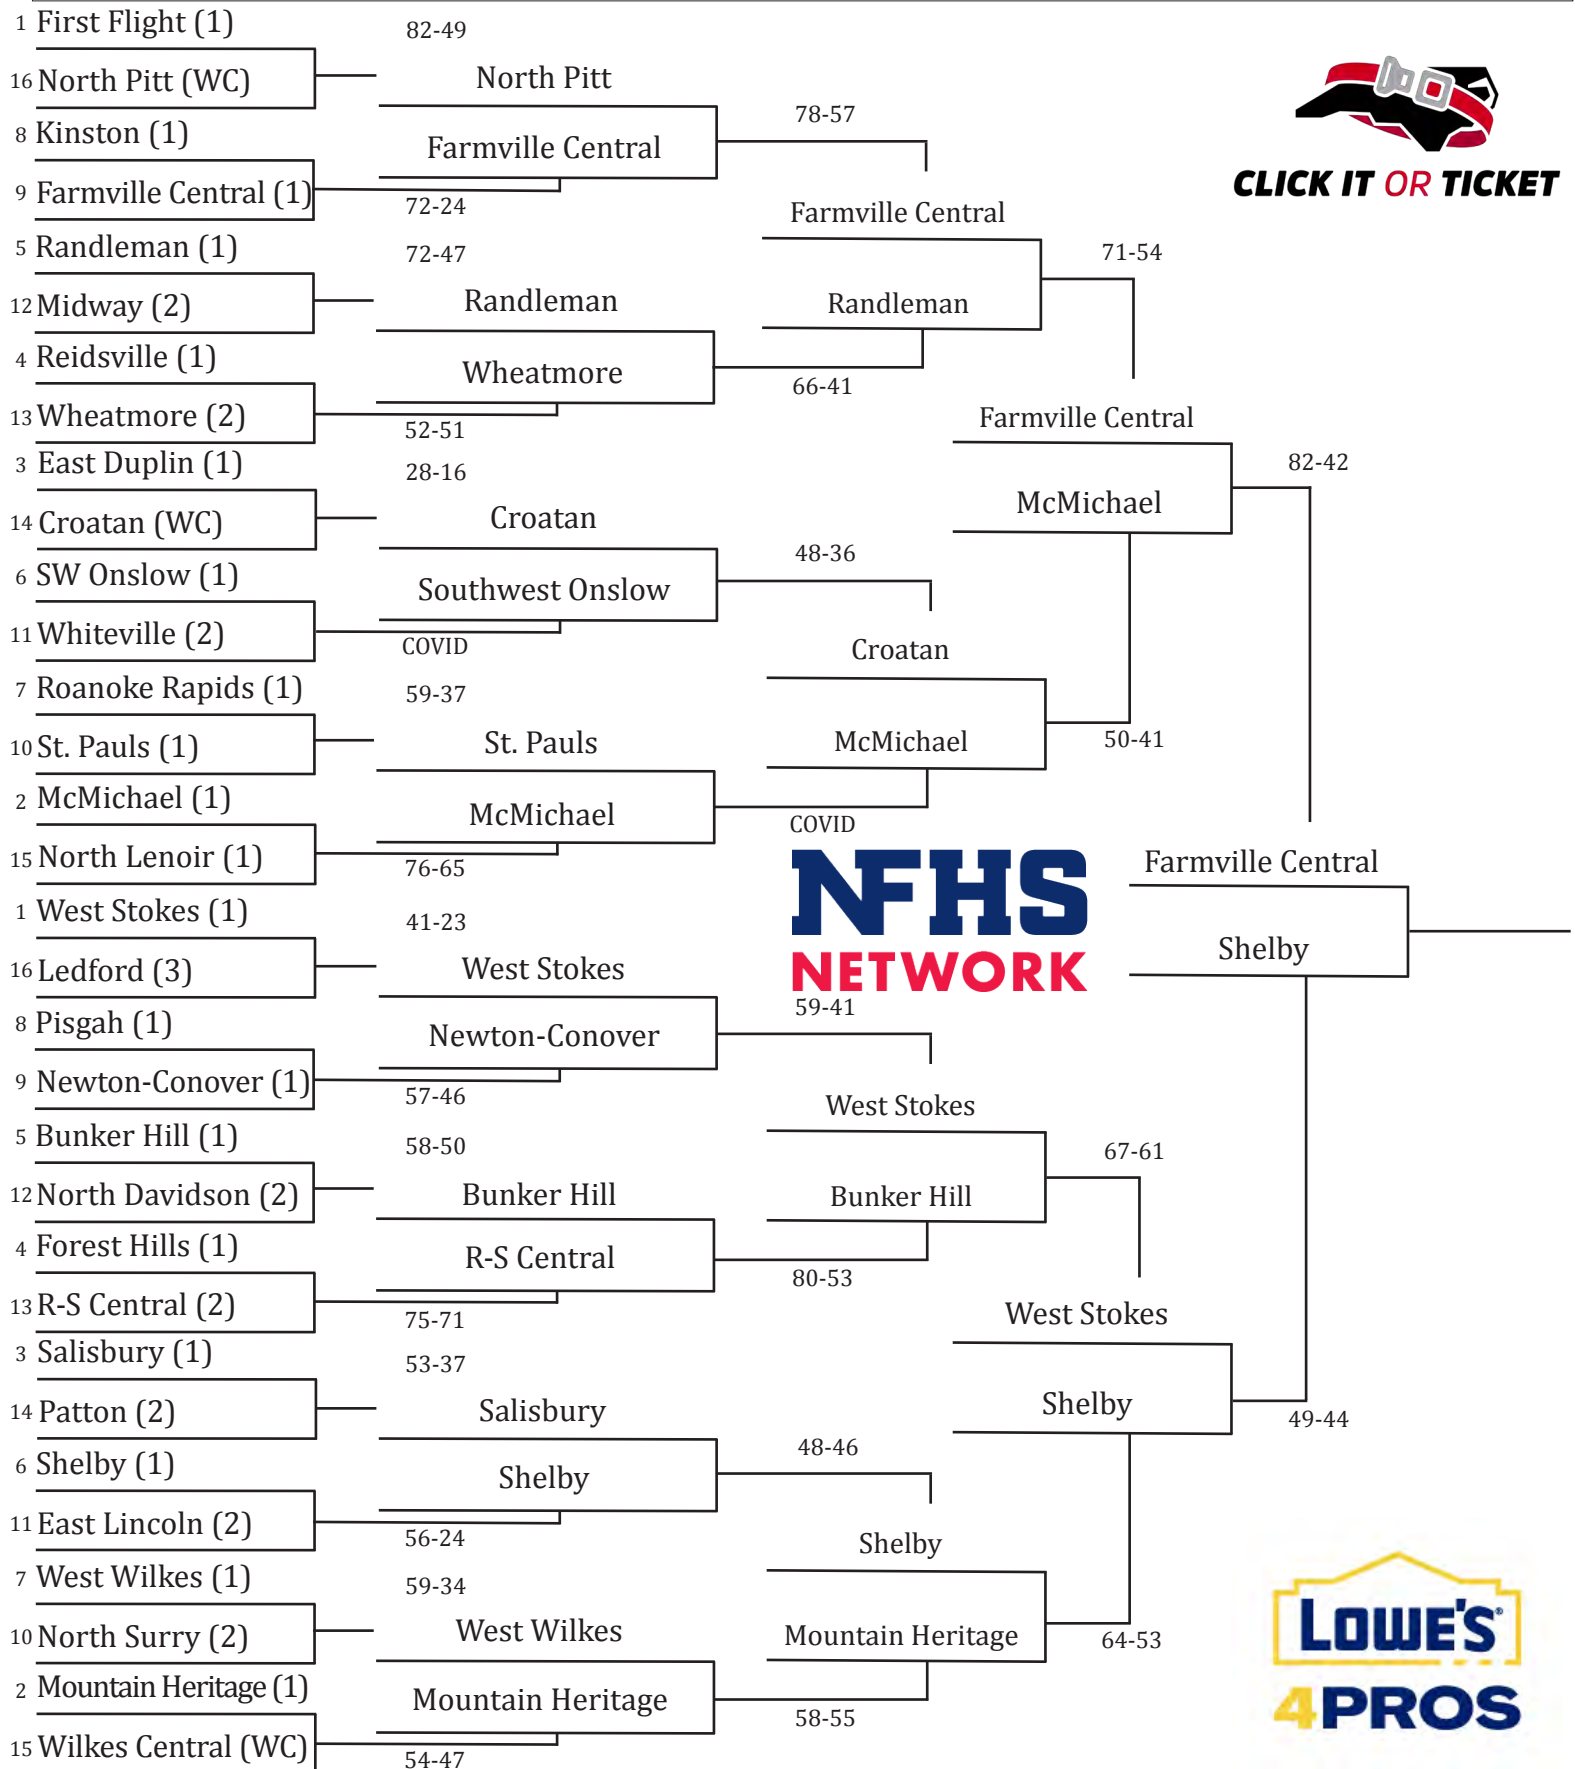 1 First Flight (1)
82-49
16 North Pitt (WC)
North Pitt
8 Kinston (1)
78-57
Farmville Central
9 Farmville Central (1)
72-24
CLICK IT OR TICKET
Farmville Central
5 Randleman (1)
72-47
71-54
12 Midway (2)
Randleman
Randleman
4 Reidsville (1)
Wheatmore
66-41
13 Wheatmore (2)
52-51
Farmville Central
3 East Duplin (1)
28-16
82-42
14 Croatan (WC)
Croatan
McMichael
48-36
6 SW Onslow (1)
Southwest Onslow
11 Whiteville (2)
COVID
Croatan
7 Roanoke Rapids (1)
59-37
10 St. Pauls (1)
St. Pauls
McMichael
50-41
2 McMichael (1)
McMichael
COVID
15 North Lenoir (1)
76-65
NFHS
NETWORK
Farmville Central
1 West Stokes (1)
41-23
Shelby
16 Ledford (3)
West Stokes
59-41
8 Pisgah (1)
Newton-Conover
9 Newton-Conover (1)
57-46
West Stokes
5 Bunker Hill (1)
58-50
67-61
12 North Davidson (2)
Bunker Hill
Bunker Hill
4 Forest Hills (1)
R-S Central
80-53
13 R-S Central (2)
75-71
West Stokes
3 Salisbury (1)
53-37
14 Patton (2)
Salisbury
Shelby
49-44
48-46
6 Shelby (1)
Shelby
11 East Lincoln (2)
56-24
Shelby
7 West Wilkes (1)
59-34
10 North Surry (2)
West Wilkes
Mountain Heritage
64-53
2 Mountain Heritage (1)
Mountain Heritage
58-55
15 Wilkes Central (WC)
54-47
LOWE'S®
4PROS